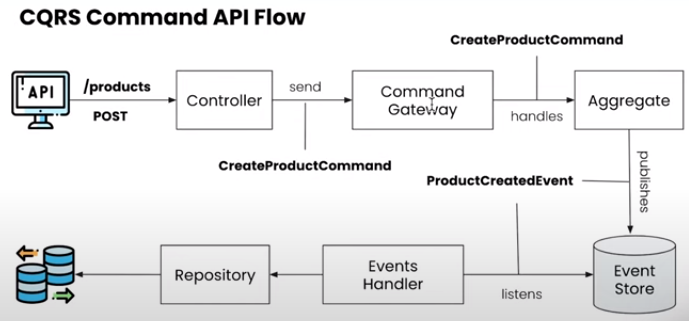 CQRS Command API Flow
CreateProductCommand
API
/products
POST
Controller
send
Command
Gateway
handles
Aggregate
CreateProductCommand
ProductCreatedEvent
publishes
Repository
Events
Handler
listens
Event
Store